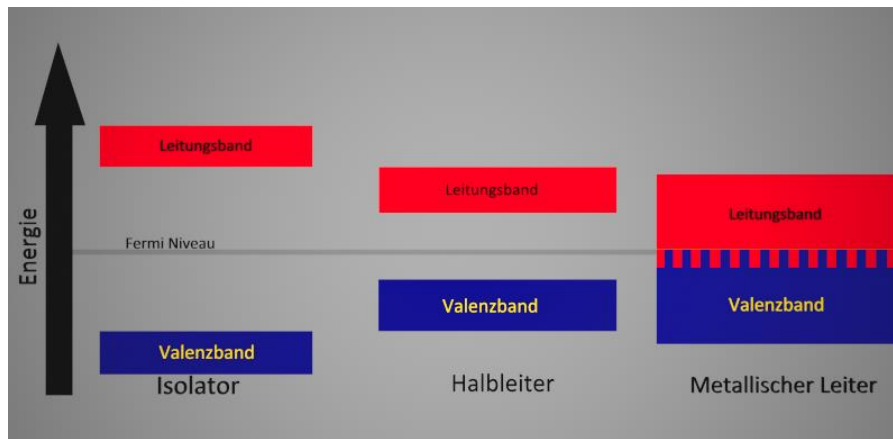 Energie
Leitungsband
Leitungsband
Leitungsband
Fermi Niveau
Valenzband
Valenzband
Valenzband
Isolator
Halbleiter
Metallischer Leiter